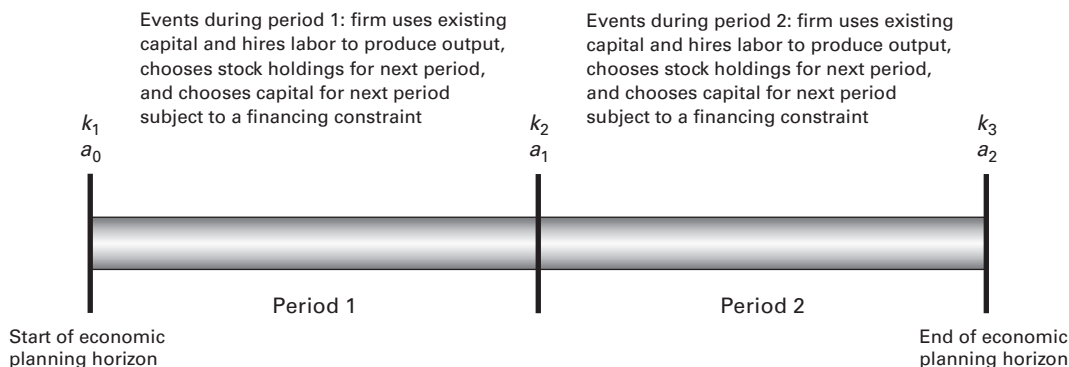 Events during period 1: firm uses existing
capital and hires labor to produce output,
chooses stock holdings for next period,
and chooses capital for next period
subject to a financing constraint
Events during period 2: firm uses existing
capital and hires labor to produce output,
chooses stock holdings for next period,
and chooses capital for next period
subject to a financing constraint
k1
a0
k2
a1
k3
a2
Period 1
Period 2
Start of economic
planning horizon
End of economic
planning horizon